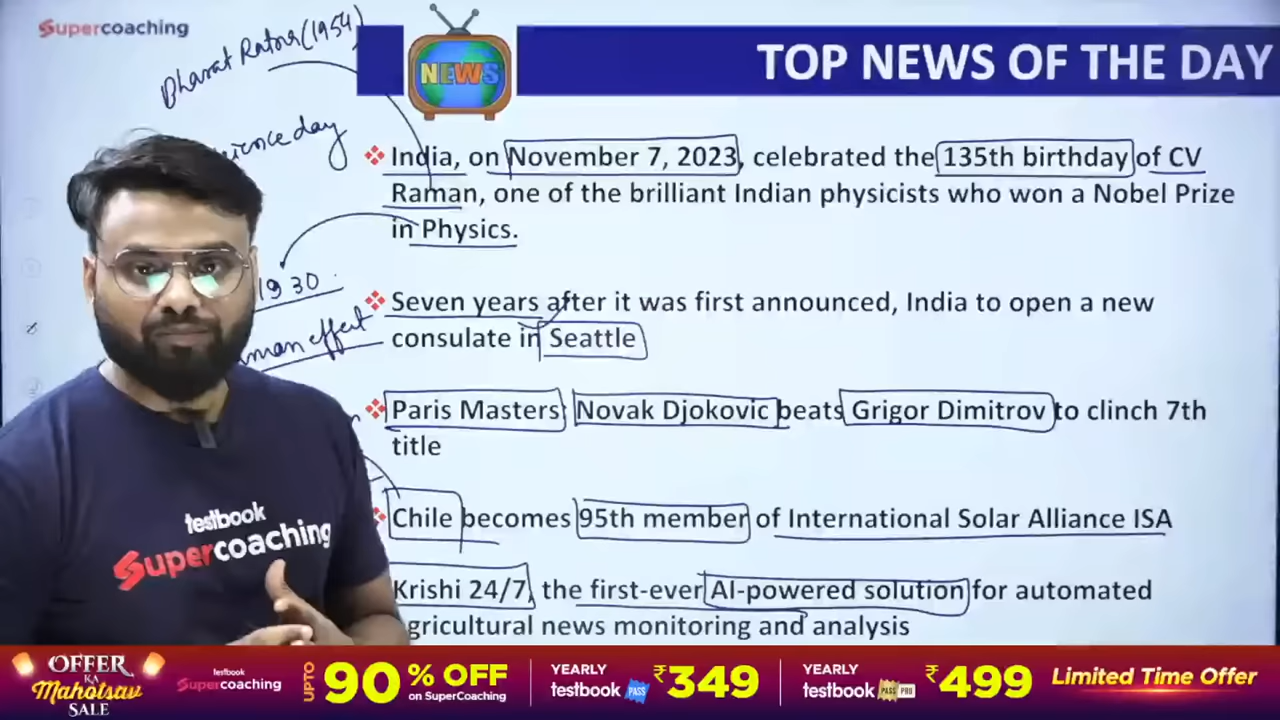 Supercoaching
Bharat Ratna (1954)
NEWS
TOP NEWS OF THE DAY
day
India, on November 7, 2023, celebrated the 135th birthday of CV
Raman, one of the brilliant Indian physicists who won a Nobel Prize
in Physics.
1930
Seven years after it was first announced, India to open a new
effect
consulate in Seattle
Paris Masters: Novak Djokovic beats Grigor Dimitrov to clinch 7th
title
Chile becomes 95th member of International Solar Alliance ISA
Krishi 24/7, the first-ever AI-powered solution for automated
gricultural news monitoring and analysis
testbook
Supercoaching
OFFER
KA
Mahotsav
SALE
testbook
Supercoaching
UPTO 90% OFF
on SuperCoaching
YEARLY
testbook PASS
₹349
YEARLY
testbook PASS PRO
₹499
Limited Time Offer